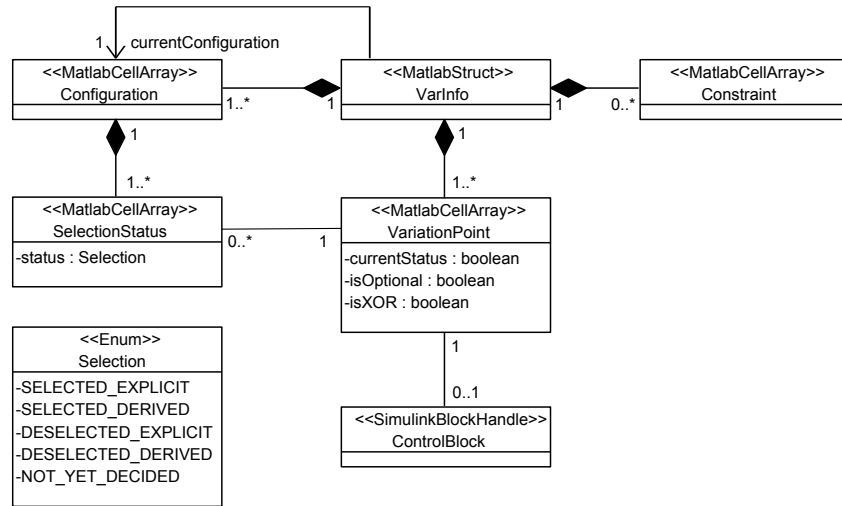 1 currentConfiguration
<<MatlabCellArray>>
Configuration
1..*
1
<<MatlabStruct>>
VarInfo
1
0..*
<<MatlabCellArray>>
Constraint
1
1..*
1
1..*
<<MatlabCellArray>>
SelectionStatus
-status : Selection
0..*
1
<<MatlabCellArray>>
VariationPoint
-currentStatus : boolean
-isOptional : boolean
-isXOR : boolean
<<Enum>>
Selection
-SELECTED_EXPLICIT
-SELECTED_DERIVED
-DESELECTED_EXPLICIT
-DESELECTED_DERIVED
-NOT_YET_DECIDED
1
0..1
<<SimulinkBlockHandle>>
ControlBlock